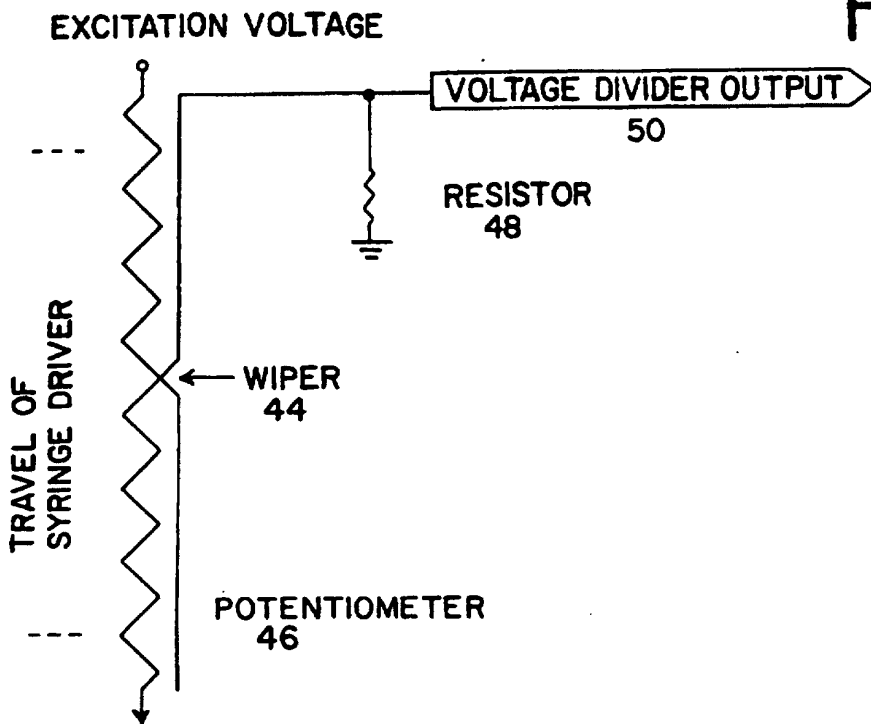 EXCITATION VOLTAGE
VOLTAGE DIVIDER OUTPUT
50
RESISTOR
48
TRAVEL OF
SYRINGE DRIVER
WIPER
44
POTENTIOMETER
46